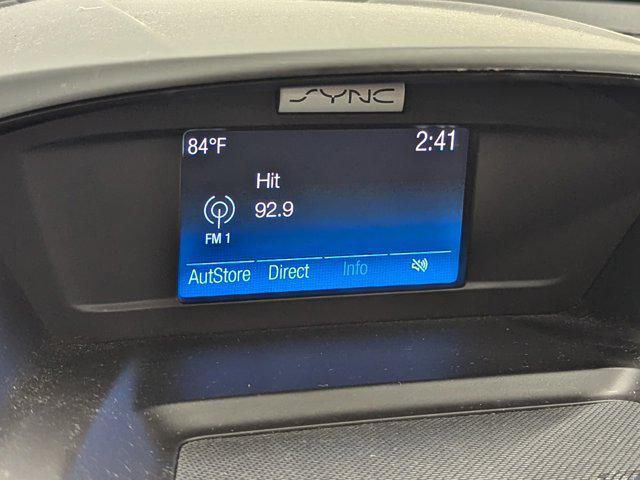 SYNC
84°F 2:41
Hit
92.9
FM 1
AutStore Direct Info